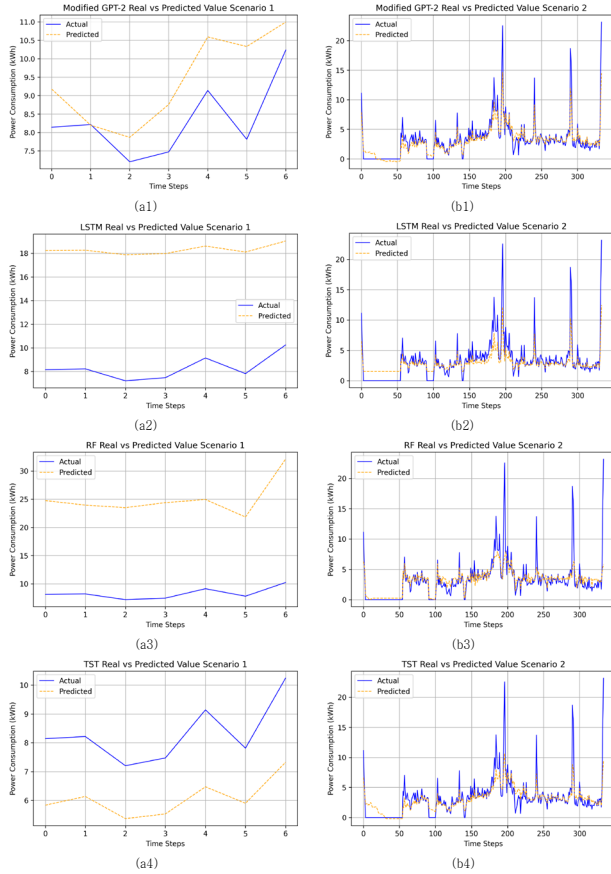 Modified GPT-2 Real vs Predicted Value Scenario 1
Actual
Predicted
Power Consumption (kWh)
11.0
10.5
10.0
9.5
9.0
8.5
8.0
7.5
0 1 2 3 4 5 6
Time Steps
(a1)
Modified GPT-2 Real vs Predicted Value Scenario 2
Actual
Predicted
Power Consumption (kWh)
20
15
10
5
0
0 50 100 150 200 250 300
Time Steps
(b1)
LSTM Real vs Predicted Value Scenario 1
Actual
Predicted
Power Consumption (kWh)
18
16
14
12
10
8
0 1 2 3 4 5 6
Time Steps
(a2)
LSTM Real vs Predicted Value Scenario 2
Actual
Predicted
Power Consumption (kWh)
20
15
10
5
0
0 50 100 150 200 250 300
Time Steps
(b2)
RF Real vs Predicted Value Scenario 1
Actual
Predicted
Power Consumption (kWh)
30
25
20
15
10
0 1 2 3 4 5 6
Time Steps
(a3)
RF Real vs Predicted Value Scenario 2
Actual
Predicted
Power Consumption (kWh)
20
15
10
5
0
0 50 100 150 200 250 300
Time Steps
(b3)
TST Real vs Predicted Value Scenario 1
Actual
Predicted
Power Consumption (kWh)
10
9
8
7
6
0 1 2 3 4 5 6
Time Steps
(a4)
TST Real vs Predicted Value Scenario 2
Actual
Predicted
Power Consumption (kWh)
20
15
10
5
0
0 50 100 150 200 250 300
Time Steps
(b4)